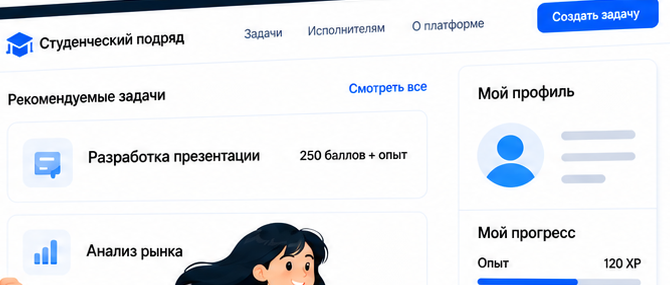 Студенческий подряд
Задачи
Исполнителям
О платформе
Создать задачу
Рекомендуемые задачи
Смотреть все
Разработка презентации
250 баллов + опыт
Анализ рынка
Мой профиль
Мой прогресс
Опыт
120 XP